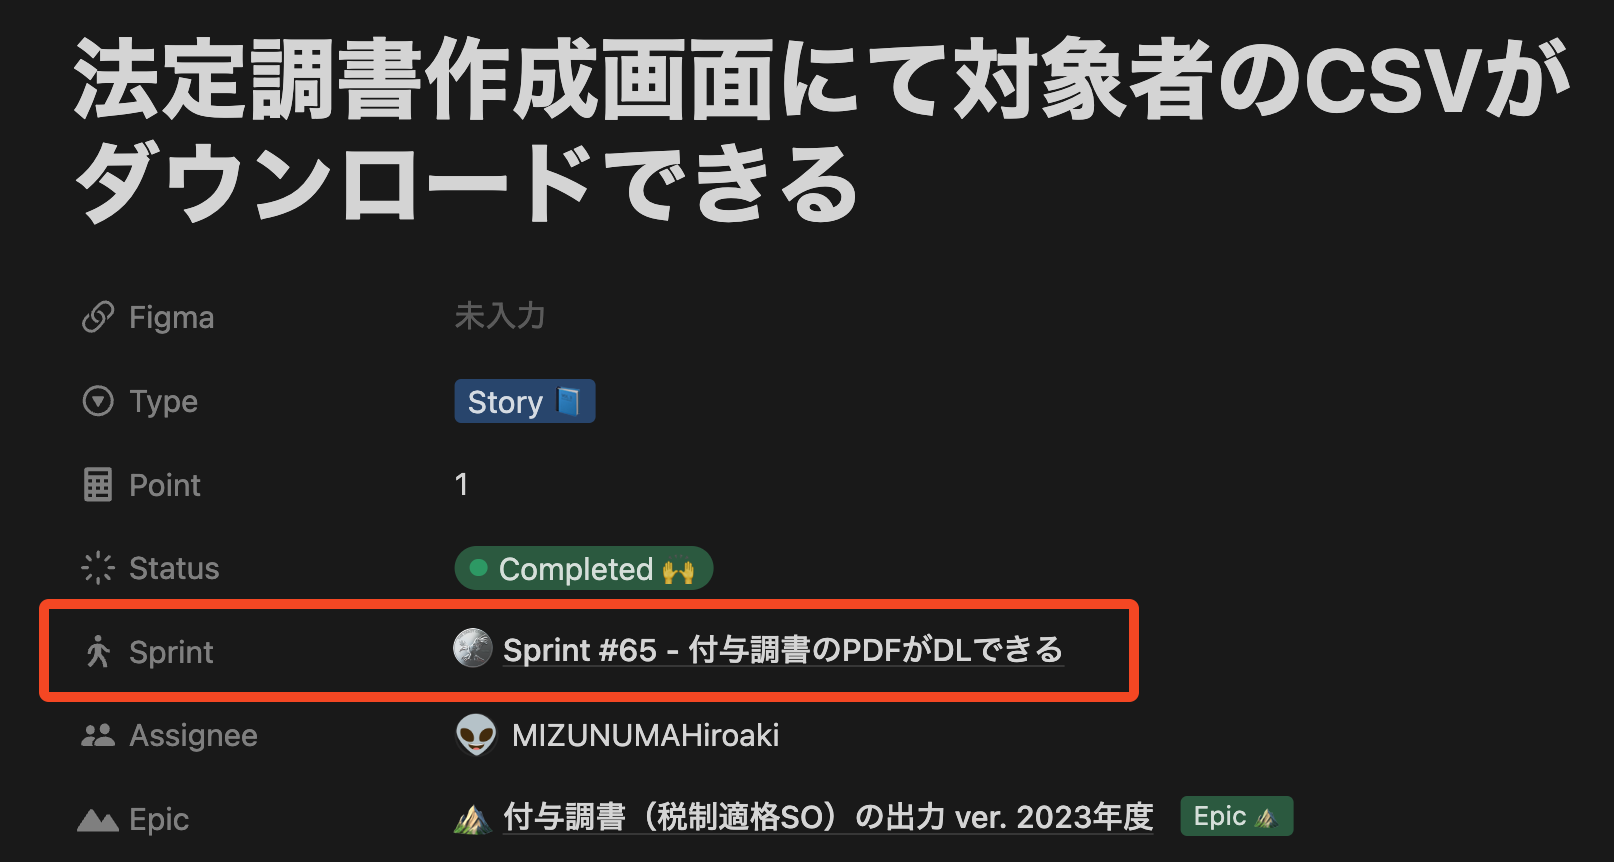 法定調書作成画面にて対象者のCSVが
ダウンロードできる
Figma 未入力
Type Story
Point 1
Status Completed
Sprint Sprint #65 - 付与調書のPDFがDLできる
Assignee MIZUNUMAHiroaki
Epic 付与調書（税制適格SO）の出力 ver. 2023年度 Epic